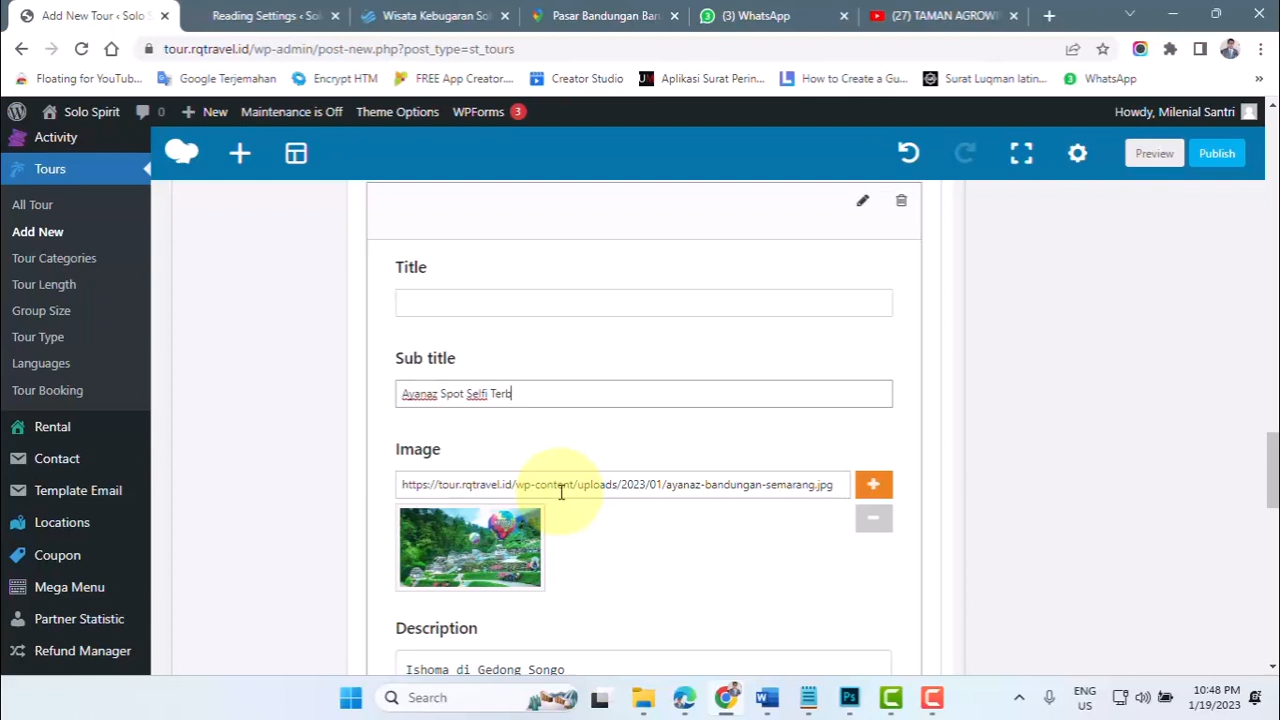 Add New Tour ‹ Solo S
Reading Settings ‹ Sol
Wisata Kebugaran Sol
Pasar Bandungan Ban
(3) WhatsApp
(27) TAMAN AGROWI
tour.rqtravel.id/wp-admin/post-new.php?post_type=st_tours
Floating for YouTub...
Google Terjemahan
Encrypt HTM
FREE App Creator....
Creator Studio
Aplikasi Surat Perin...
How to Create a Gu...
Surat Luqman latin...
WhatsApp
»
Solo Spirit
0
New
Maintenance is Off
Theme Options
WPForms
3
Howdy, Milenial Santri
Activity
Tours
Preview
Publish
All Tour
Add New
Tour Categories
Tour Length
Group Size
Tour Type
Languages
Tour Booking
Rental
Contact
Template Email
Locations
Coupon
Mega Menu
Partner Statistic
Refund Manager
Title
Sub title
Ayanaz Spot Selfi Terb
Image
https://tour.rqtravel.id/wp-content/uploads/2023/01/ayanaz-bandungan-semarang.jpg
Description
Ishoma di Gedong Songo
Search
ENG
US
10:48 PM
1/19/2023